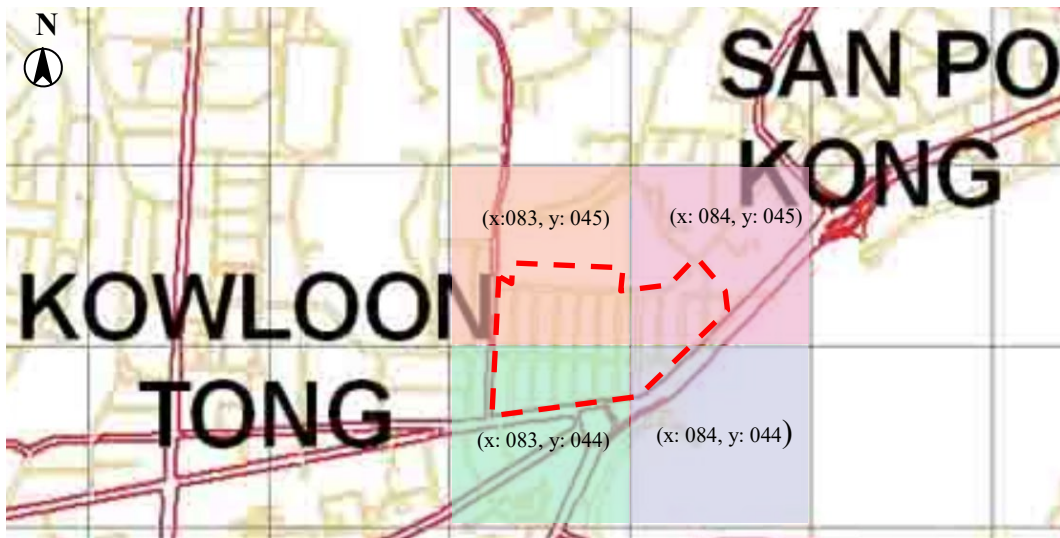 N
SAN PO
KONG
(x:083, y: 045)
(x: 084, y: 045)
KOWLOON
TONG
(x: 083, y: 044)
(x: 084, y: 044)